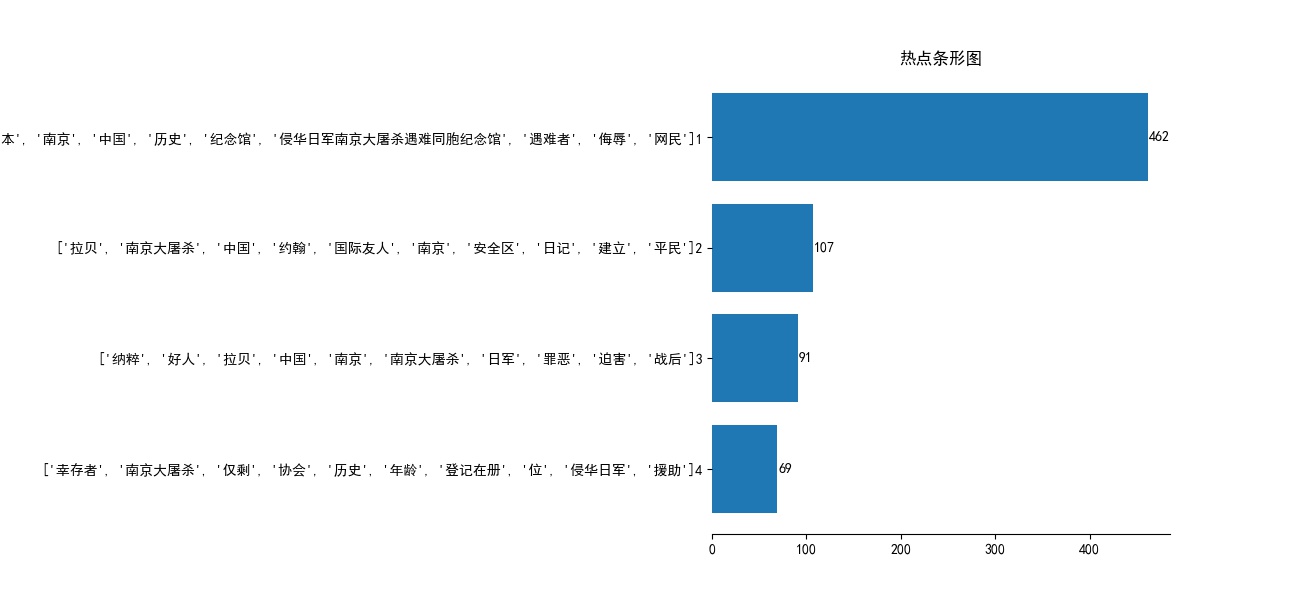 热点条形图
本', '南京', '中国', '历史', '纪念馆', '侵华日军南京大屠杀遇难同胞纪念馆', '遇难者', '侮辱', '网民']1
462
['拉贝', '南京大屠杀', '中国', '约翰', '国际友人', '南京', '安全区', '日记', '建立', '平民']2
107
['纳粹', '好人', '拉贝', '中国', '南京', '南京大屠杀', '日军', '罪恶', '迫害', '战后']3
91
['幸存者', '南京大屠杀', '仅剩', '协会', '历史', '年龄', '登记在册', '位', '侵华日军', '援助']4
69
0 100 200 300 400